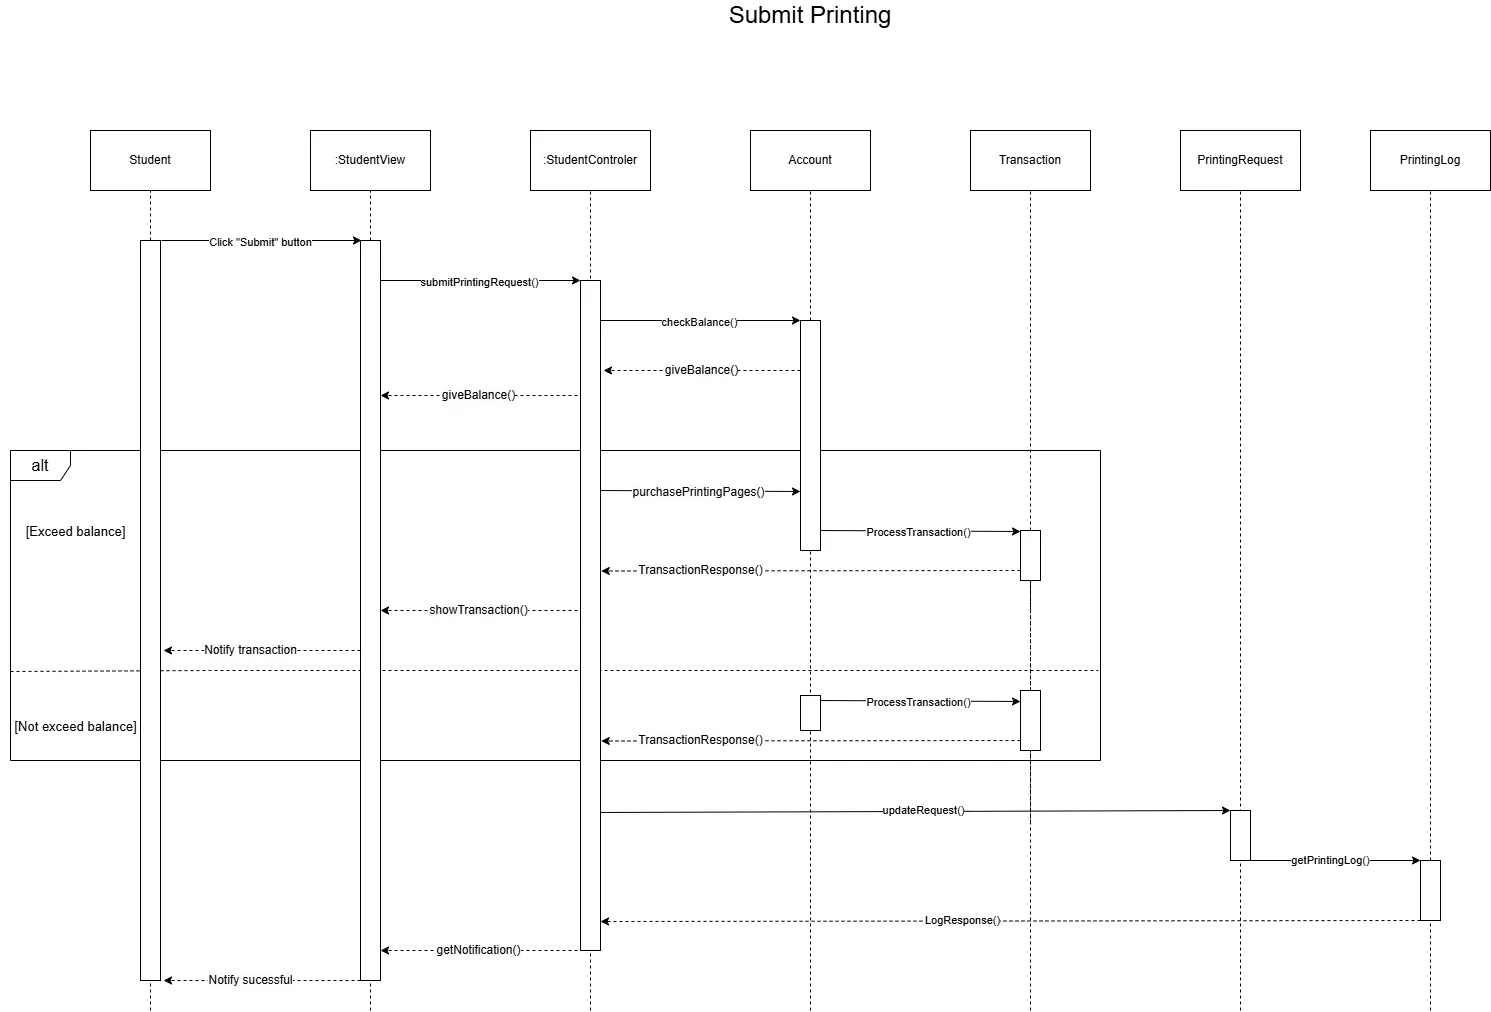 Submit Printing
Student
:StudentView
:StudentControler
Account
Transaction
PrintingRequest
PrintingLog
Click "Submit" button
submitPrintingRequest()
checkBalance()
giveBalance()
giveBalance()
alt
purchasePrintingPages()
[Exceed balance]
ProcessTransaction()
TransactionResponse()
showTransaction()
Notify transaction
ProcessTransaction()
[Not exceed balance]
TransactionResponse()
updateRequest()
getPrintingLog()
LogResponse()
getNotification()
Notify sucessful